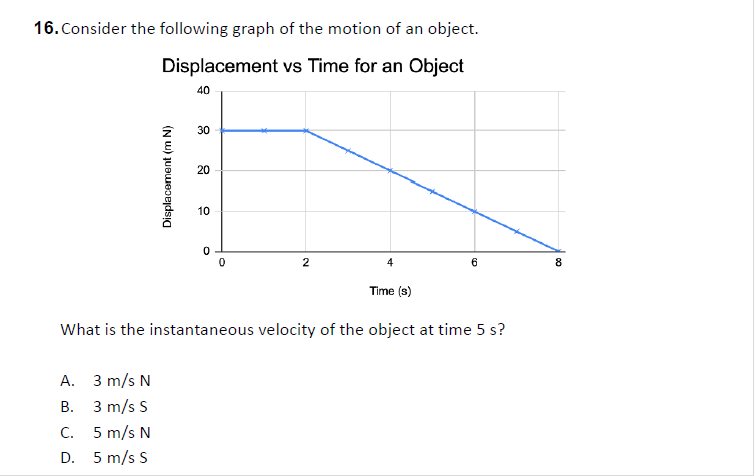 16. Consider the following graph of the motion of an object.
Displacement vs Time for an Object
40
30
20
10
0
Displacement (m N)
0 2 4 6 8
Time (s)
What is the instantaneous velocity of the object at time 5 s?
A. 3 m/s N
B. 3 m/s S
C. 5 m/s N
D. 5 m/s S